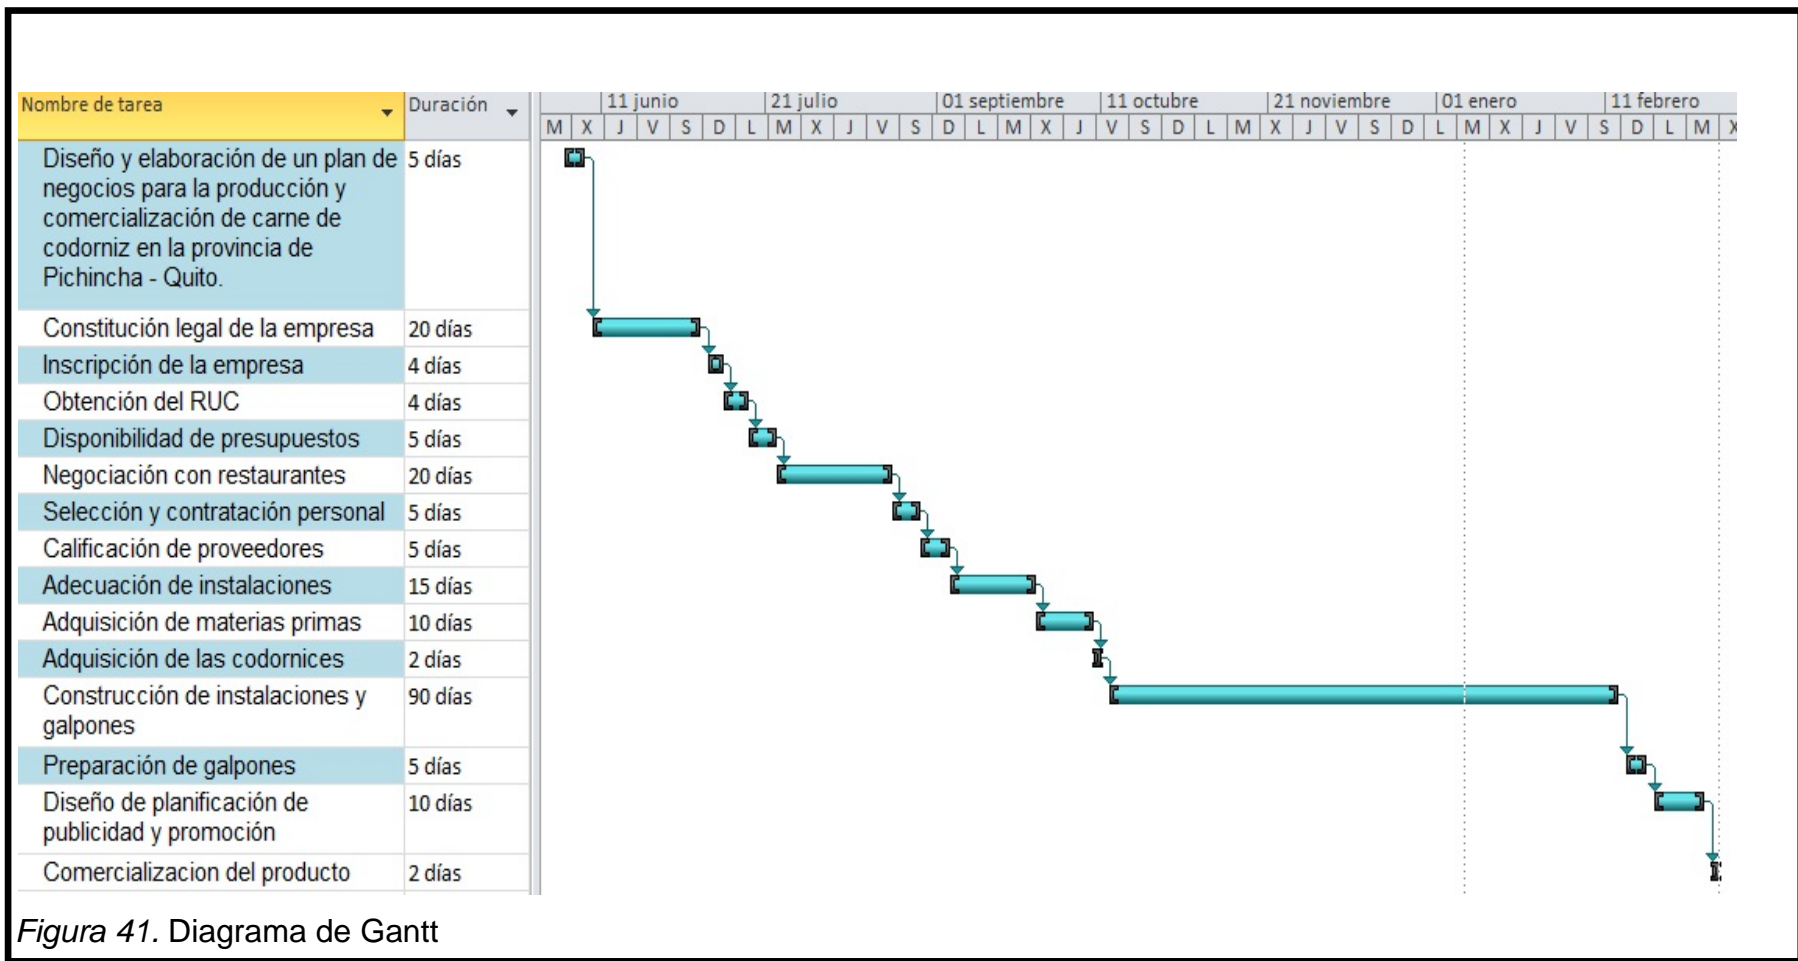 Nombre de tarea Duración 11 junio 21 julio 01 septiembre 11 octubre 21 noviembre 01 enero 11 febrero
M X J V S D L M X J V S D L M X J V S D L M X J V S D L M X J V S D L M X
Diseño y elaboración de un plan de 5 días
negocios para la producción y
comercialización de carne de
codorniz en la provincia de
Pichincha - Quito.
Constitución legal de la empresa 20 días
Inscripción de la empresa 4 días
Obtención del RUC 4 días
Disponibilidad de presupuestos 5 días
Negociación con restaurantes 20 días
Selección y contratación personal 5 días
Calificación de proveedores 5 días
Adecuación de instalaciones 15 días
Adquisición de materias primas 10 días
Adquisición de las codornices 2 días
Construcción de instalaciones y 90 días
galpones
Preparación de galpones 5 días
Diseño de planificación de 10 días
publicidad y promoción
Comercializacion del producto 2 días
Figura 41. Diagrama de Gantt